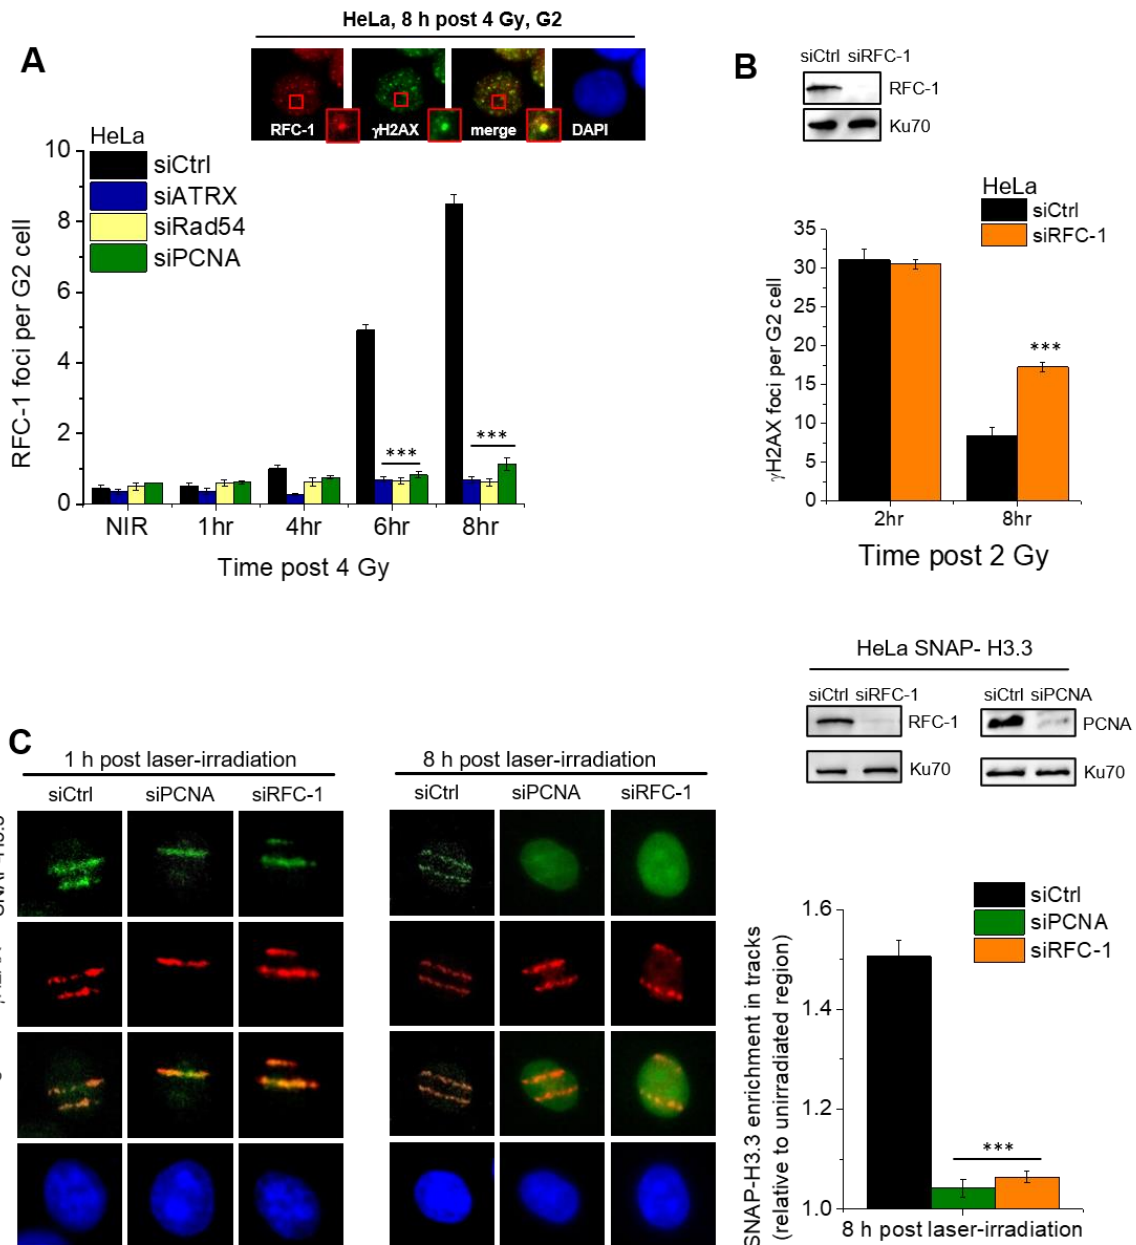 HeLa, 8 h post 4 Gy, G2
A
RFC-1
γH2AX
merge
DAPI
HeLa
siCtrl
siATRX
siRad54
siPCNA
RFC-1 foci per G2 cell
10
8
6
4
2
0
***
***
NIR
1hr
4hr
6hr
8hr
Time post 4 Gy
B
siCtrl siRFC-1
RFC-1
Ku70
HeLa
siCtrl
siRFC-1
γH2AX foci per G2 cell
35
30
25
20
15
10
5
0
***
2hr
8hr
Time post 2 Gy
HeLa SNAP- H3.3
siCtrl siRFC-1
RFC-1
Ku70
siCtrl siPCNA
PCNA
Ku70
C
1 h post laser-irradiation
siCtrl
siPCNA
siRFC-1
8 h post laser-irradiation
siCtrl
siPCNA
siRFC-1
siCtrl
siPCNA
siRFC-1
SNAP-H3.3 enrichment in tracks
(relative to unirradiated region)
1.6
1.4
1.2
1.0
***
8 h post laser-irradiation